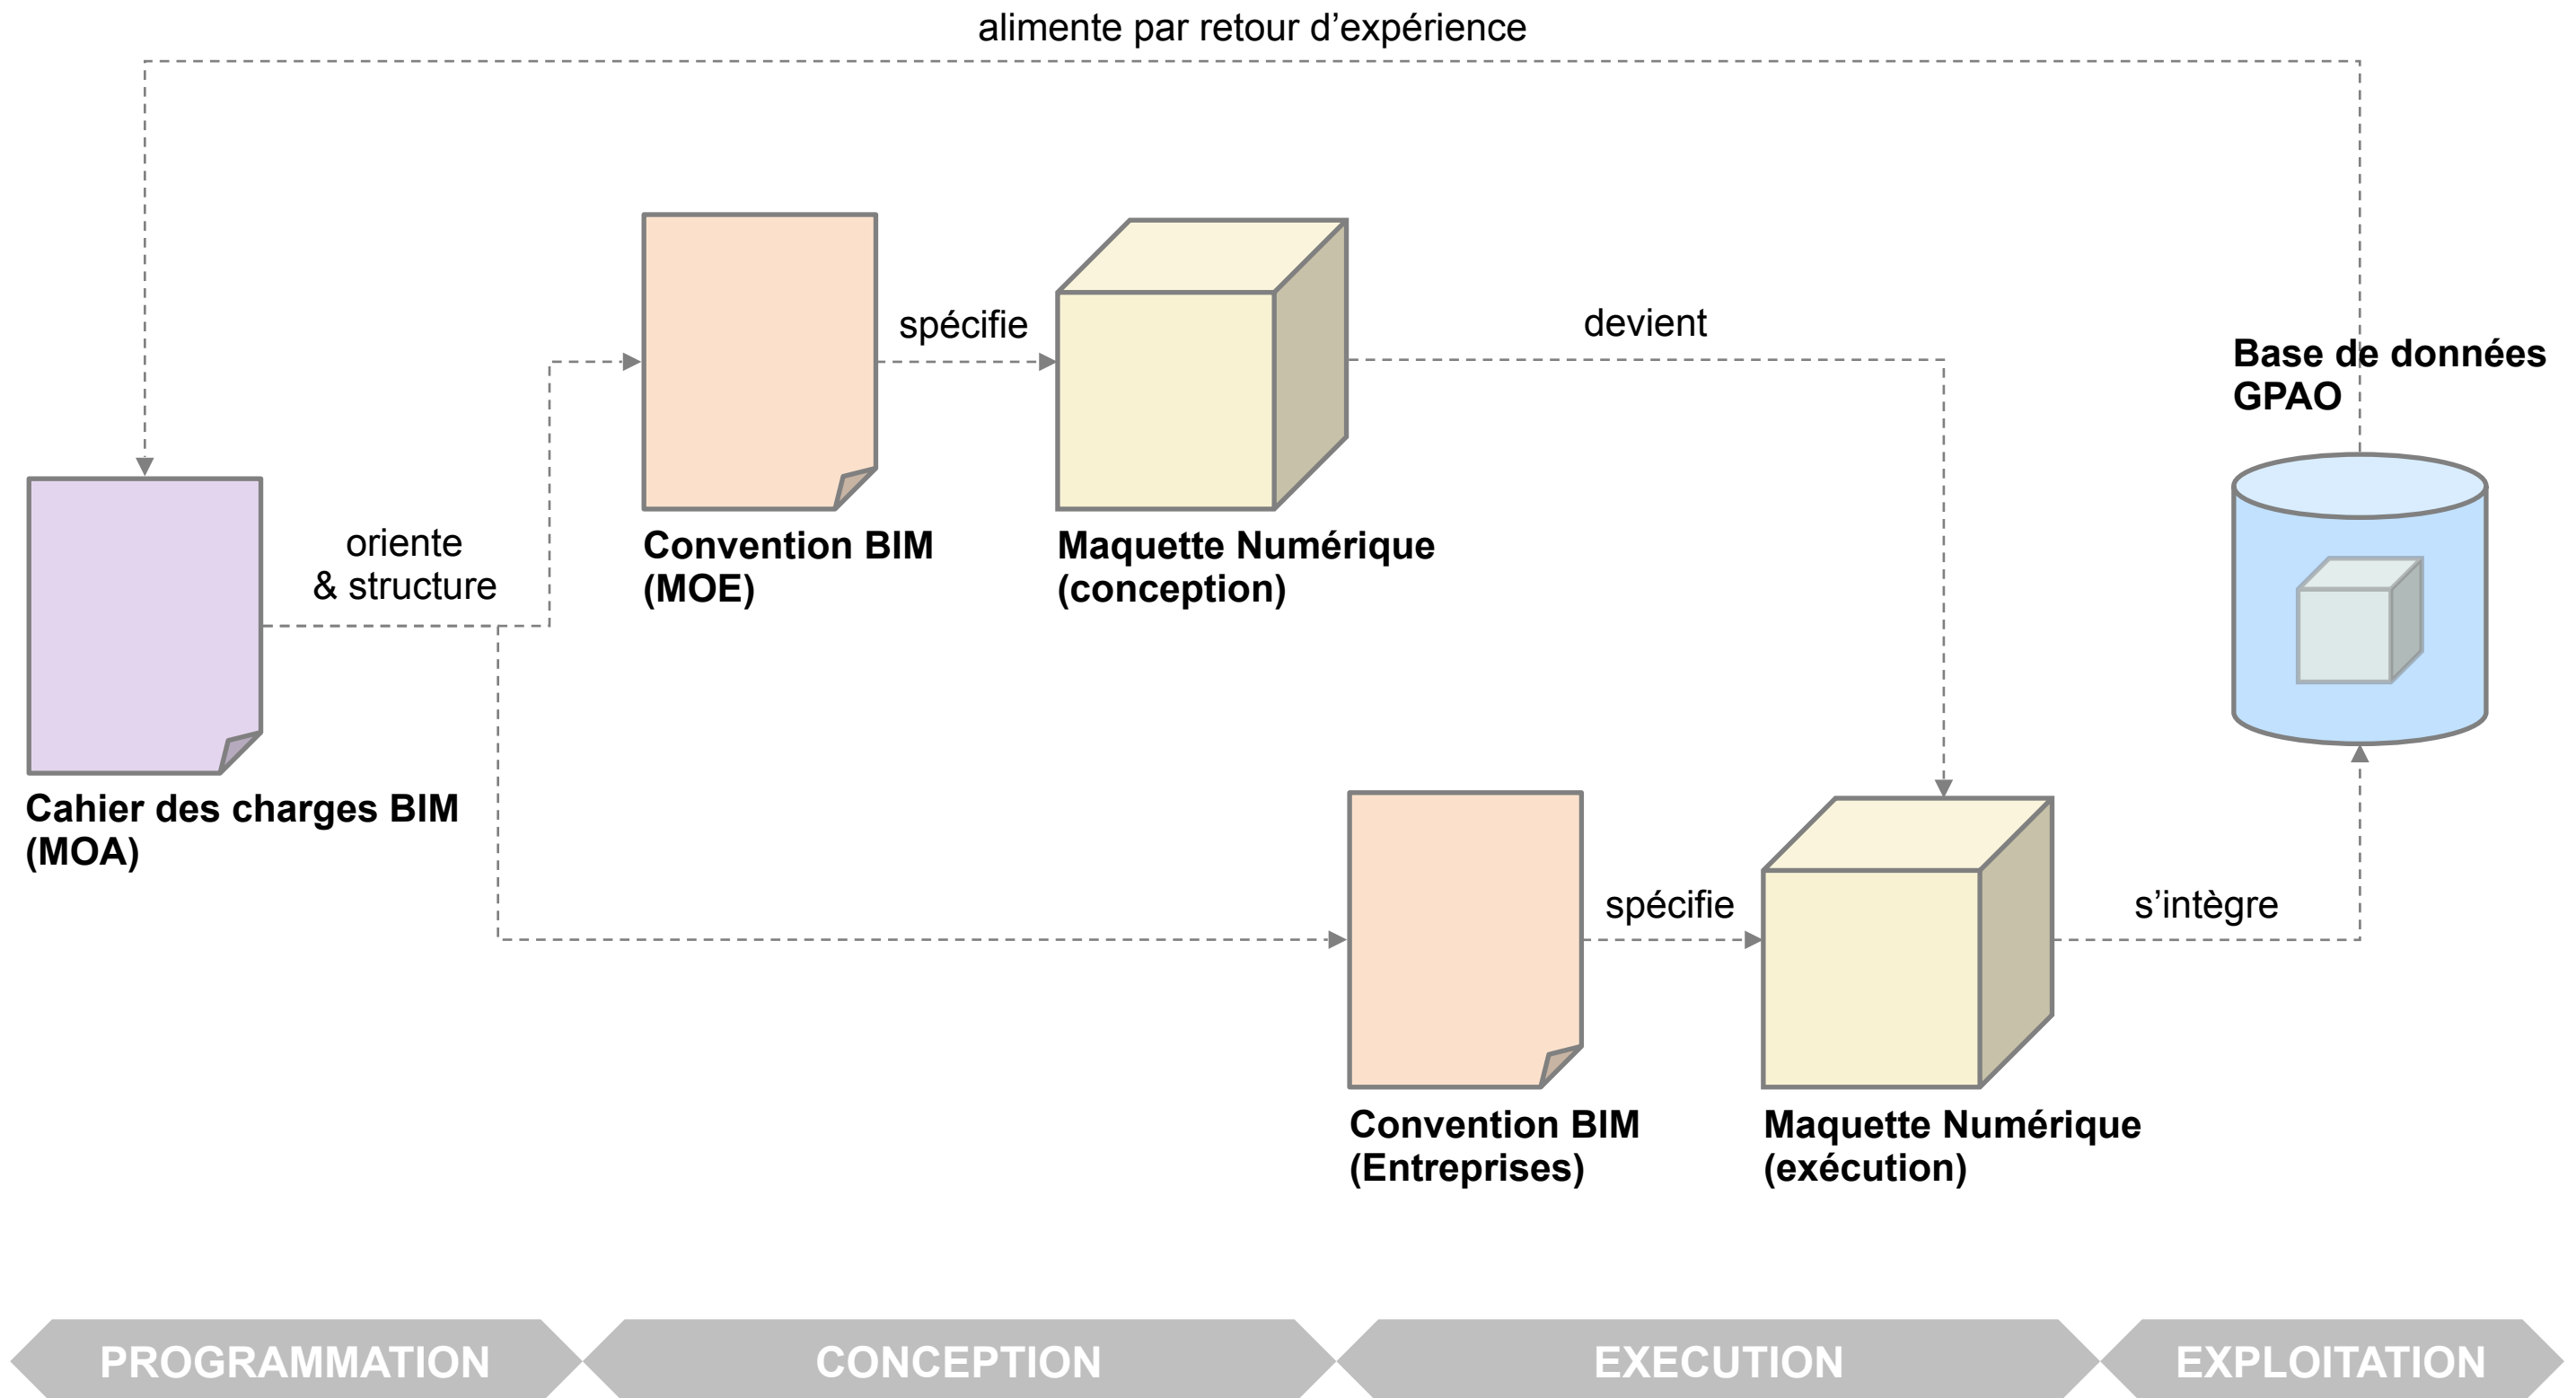 alimente par retour d’expérience
spécifie
devient
Base de données
GPAO
oriente
& structure
Convention BIM
(MOE)
Maquette Numérique
(conception)
Cahier des charges BIM
(MOA)
spécifie
s’intègre
Convention BIM
(Entreprises)
Maquette Numérique
(exécution)
PROGRAMMATION
CONCEPTION
EXECUTION
EXPLOITATION